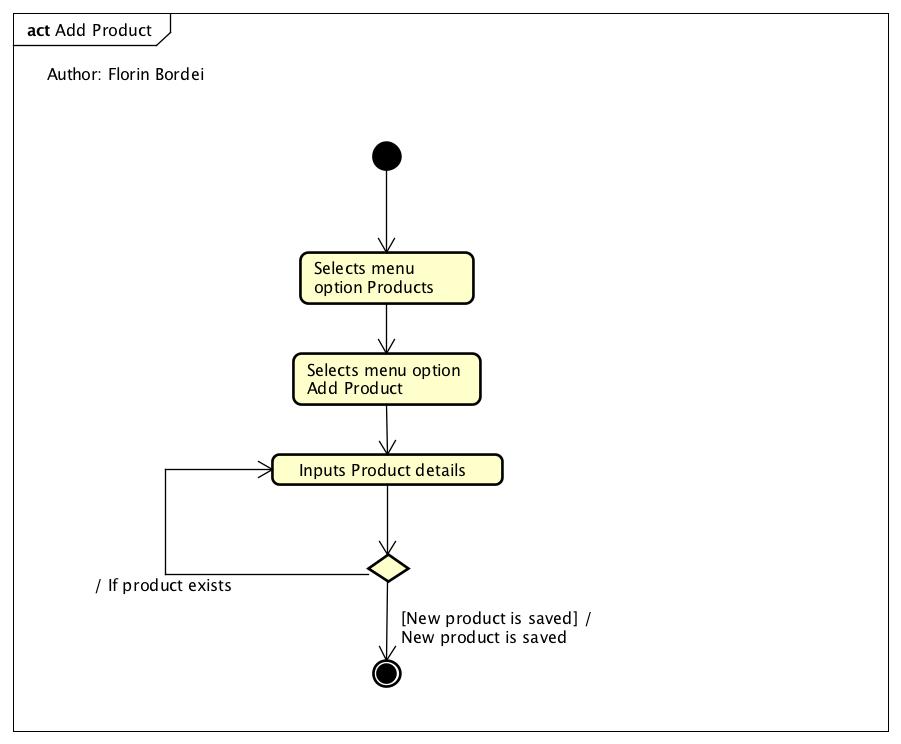 act Add Product
Author: Florin Bordei
Selects menu
option Products
Selects menu option
Add Product
Inputs Product details
/ If product exists
[New product is saved] /
New product is saved